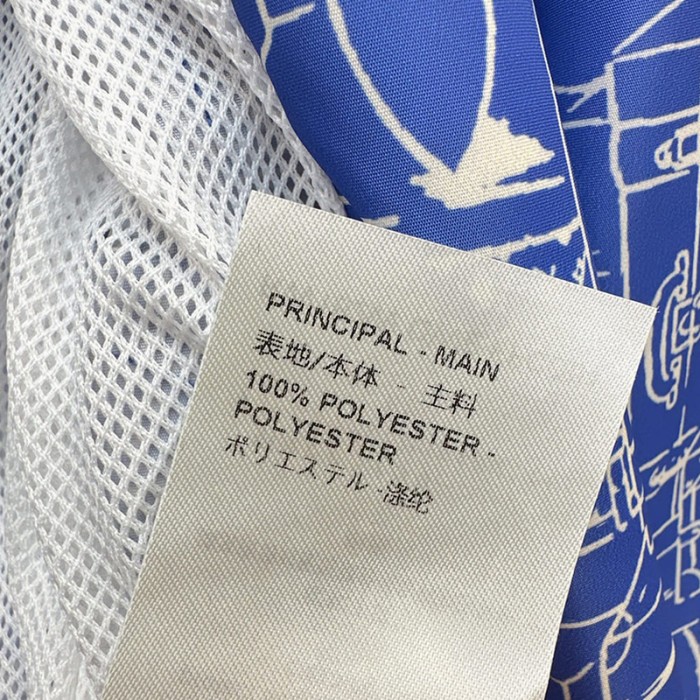 PRINCIPAL - MAIN
表地/本体 - 主料
100% POLYESTER -
POLYESTER
ポリエステル -涤纶